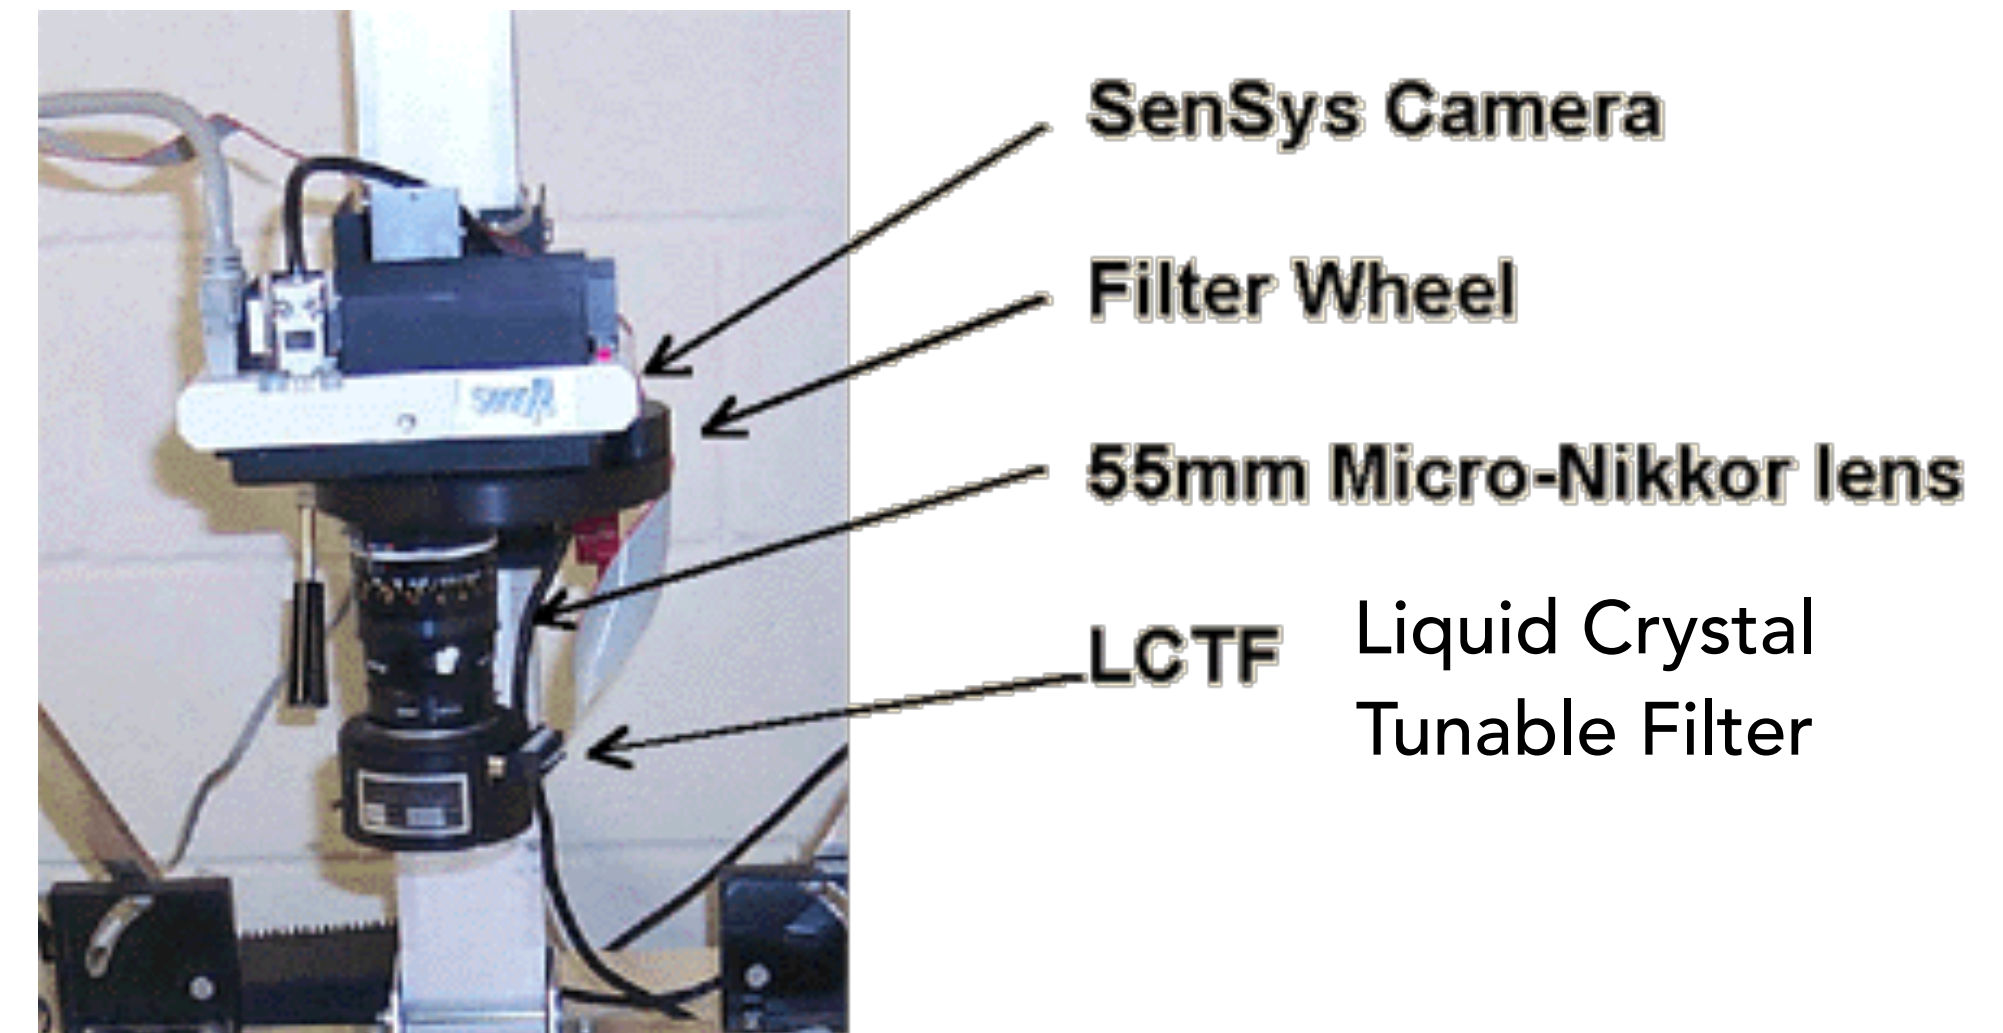 SenSys Camera
Filter Wheel
55mm Micro-Nikkor lens
LCTF
Liquid Crystal
Tunable Filter